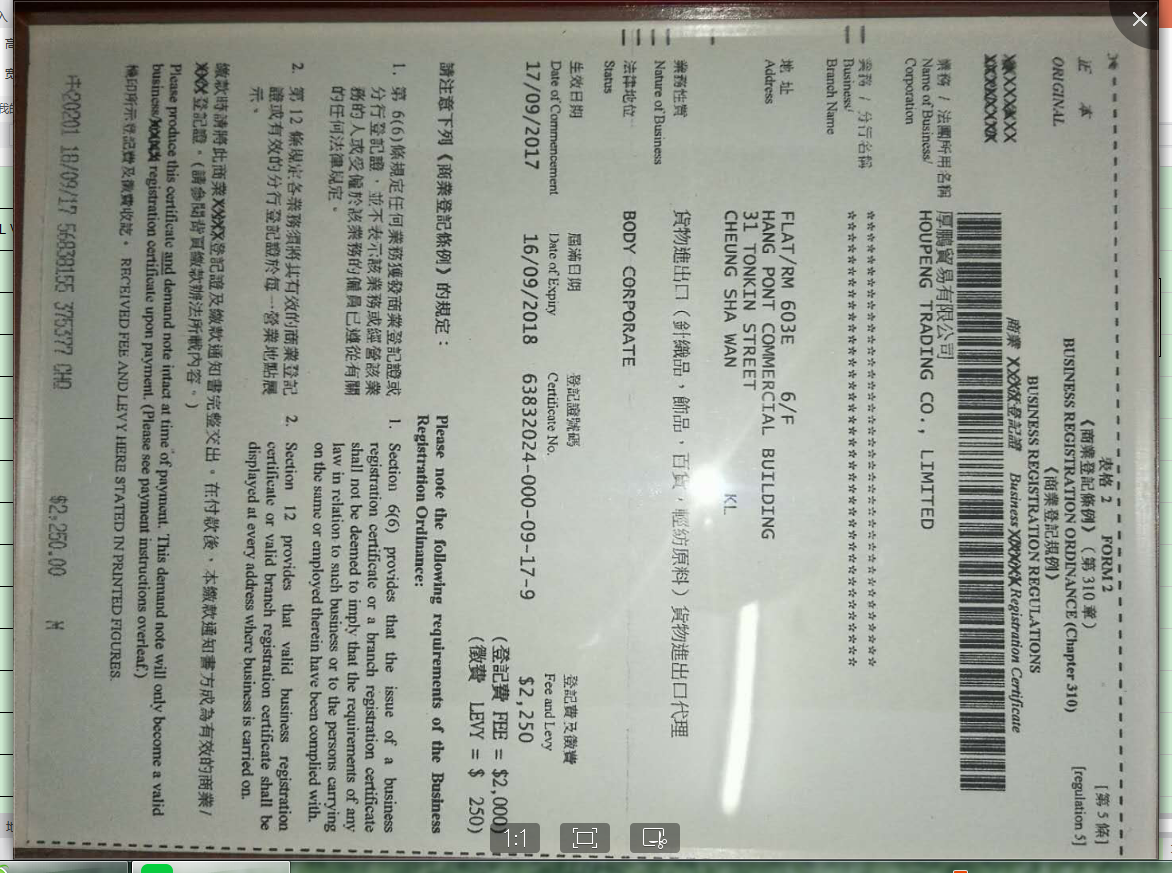 表格 2 FORM 2
《商業登記條例》（第 310 章）
[第 5 條]
BUSINESS REGISTRATION ORDINANCE (Chapter 310)
[regulation 5]
《商業登記規例》
BUSINESS REGISTRATION REGULATIONS
正 本
ORIGINAL
商業 登記證 Business Registration Certificate
業務 / 法團所用名稱
Name of Business/
Corporation
厚鵬貿易有限公司
HOUPENG TRADING CO., LIMITED
業務 / 分行名稱
Business/
Branch Name
****************************
****************************
地址
Address
FLAT/RM 603E 6/F
HANG PONT COMMERCIAL BUILDING
31 TONKIN STREET
CHEUNG SHA WAN KL
業務性質
Nature of Business
貨物進出口（針織品，飾品，百貨，輕紡原料）貨物進出口代理
法律地位
Status
BODY CORPORATE
生效日期 屆滿日期 登記證號碼 登記費及徵費
Date of Commencement Date of Expiry Certificate No. Fee and Levy
17/09/2017 16/09/2018 63832024-000-09-17-9 $2,250
(登記費 FEE = $2,000)
(徵費 LEVY = $ 250)
請注意下列《商業登記條例》的規定：
1. 第 6(6)條規定任何業務獲發商業登記證或
分行登記證，並不表示該業務或經營該業
務的人或受僱於該業務的僱員已遵從有關
的任何法律規定。
2. 第 12 條規定各業務須將其有效的商業登記
證或有效的分行登記證於每一營業地點展
示。
Please note the following requirements of the Business
Registration Ordinance:
1. Section 6(6) provides that the issue of a business
registration certificate or a branch registration certificate
shall not be deemed to imply that the requirements of any
law in relation to such business or to the persons carrying
on the same or employed therein have been complied with.
2. Section 12 provides that valid business registration
certificate or valid branch registration certificate shall be
displayed at every address where business is carried on.
繳款時請將此商業登記證及繳款通知書完整交出。在付款後，本繳款通知書方成為有效的商業/
登記證。（請參閱背頁繳款辦法所載內容。）
Please produce this certificate and demand note intact at time of payment. This demand note will only become a valid
business/ registration certificate upon payment. (Please see payment instructions overleaf.)
機印所示登記費及徵費收訖。 RECEIVED FEE AND LEVY HERE STATED IN PRINTED FIGURES.
20201 18/09/17 56838155 375377 CHQ $2,250.00 M
1:1